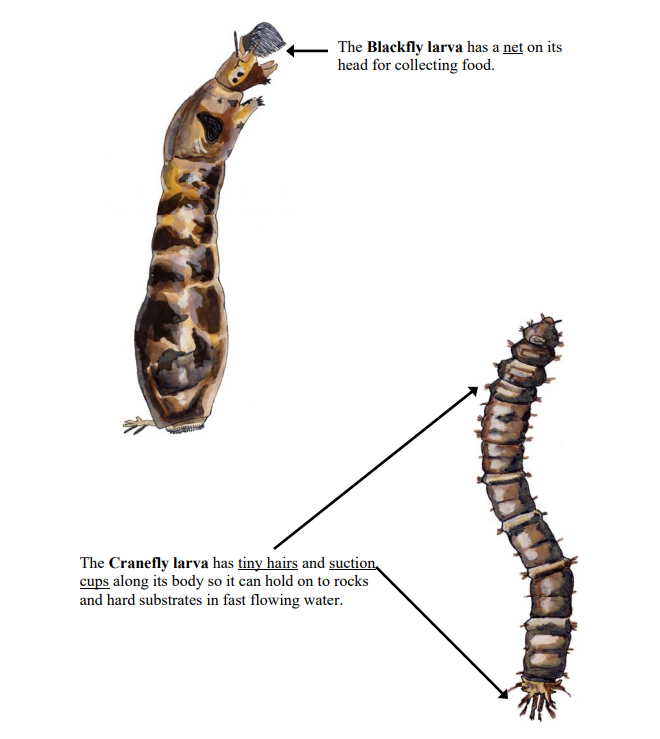 The Blackfly larva has a net on its
head for collecting food.
The Cranefly larva has tiny hairs and suction
cups along its body so it can hold on to rocks
and hard substrates in fast flowing water.